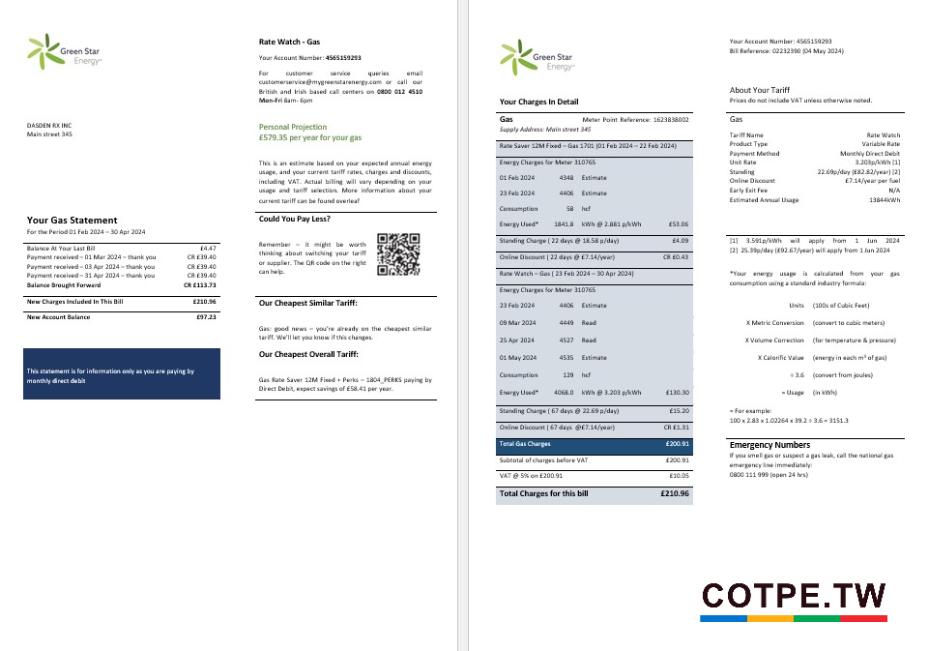 Green Star
Energy
DASDEN RX INC
Main street 345
Your Gas Statement
For the Period 01 Feb 2024 – 30 Apr 2024
Balance At Your Last Bill £4.47
Payment received – 01 Mar 2024 – thank you CR £39.40
Payment received – 03 Apr 2024 – thank you CR £39.40
Payment received – 31 Apr 2024 – thank you CR £39.40
Balance Brought Forward CR £113.73
New Charges Included In This Bill £210.96
New Account Balance £97.23
This statement is for information only as you are paying by
monthly direct debit
Rate Watch - Gas
Your Account Number: 4565159293
For customer service queries email
customerservice@mygreenstarenergy.com or call our
British and Irish based call centers on 0800 012 4510
Mon-Fri 8am- 6pm
Personal Projection
£579.35 per year for your gas
This is an estimate based on your expected annual energy
usage, and your current tariff rates, charges and discounts,
including VAT. Actual billing will vary depending on your
usage and tariff selection. More information about your
current tariff can be found overleaf
Could You Pay Less?
Remember – it might be worth
thinking about switching your tariff
or supplier. The QR code on the right
can help.
Our Cheapest Similar Tariff:
Gas: good news – you're already on the cheapest similar
tariff. We'll let you know if this changes.
Our Cheapest Overall Tariff:
Gas Rate Saver 12M Fixed + Perks – 1804_PERKS paying by
Direct Debit, expect savings of £58.41 per year.
Green Star
Energy
Your Charges In Detail
Gas Meter Point Reference: 1623838002
Supply Address: Main street 345
Rate Saver 12M Fixed – Gas 1701 (01 Feb 2024 – 22 Feb 2024)
Energy Charges for Meter 310765
01 Feb 2024 4348 Estimate
23 Feb 2024 4406 Estimate
Consumption 58 hcf
Energy Used* 1841.8 kWh @ 2.881 p/kWh £53.06
Standing Charge ( 22 days @ 18.58 p/day) £4.09
Online Discount ( 22 days @ £7.14/year) CR £0.43
Rate Watch – Gas ( 23 Feb 2024 – 30 Apr 2024)
Energy Charges for Meter 310765
23 Feb 2024 4406 Estimate
09 Mar 2024 4449 Read
25 Apr 2024 4527 Read
01 May 2024 4535 Estimate
Consumption 129 hcf
Energy Used* 4068.0 kWh @ 3.203 p/kWh £130.30
Standing Charge ( 67 days @ 22.69 p/day) £15.20
Online Discount ( 67 days @£7.14/year) CR £1.31
Total Gas Charges £200.91
Subtotal of charges before VAT £200.91
VAT @ 5% on £200.91 £10.05
Total Charges for this bill £210.96
Your Account Number: 4565159293
Bill Reference: 02232390 (04 May 2024)
About Your Tariff
Prices do not include VAT unless otherwise noted.
Gas
Tariff Name Rate Watch
Product Type Variable Rate
Payment Method Monthly Direct Debit
Unit Rate 3.203p/kWh [1]
Standing 22.69p/day (£82.82/year) [2]
Online Discount £7.14/year per fuel
Early Exit Fee N/A
Estimated Annual Usage 13844kWh
[1] 3.591p/kWh will apply from 1 Jun 2024
[2] 25.39p/day (£92.67/year) will apply from 1 Jun 2024
*Your energy usage is calculated from your gas
consumption using a standard industry formula:
Units (100s of Cubic Feet)
X Metric Conversion (convert to cubic meters)
X Volume Correction (for temperature & pressure)
X Calorific Value (energy in each m³ of gas)
÷ 3.6 (convert from joules)
= Usage (in kWh)
= For example:
100 x 2.83 x 1.02264 x 39.2 ÷ 3.6 = 3151.3
Emergency Numbers
If you smell gas or suspect a gas leak, call the national gas
emergency line immediately:
0800 111 999 (open 24 hrs)
COTPE.TW